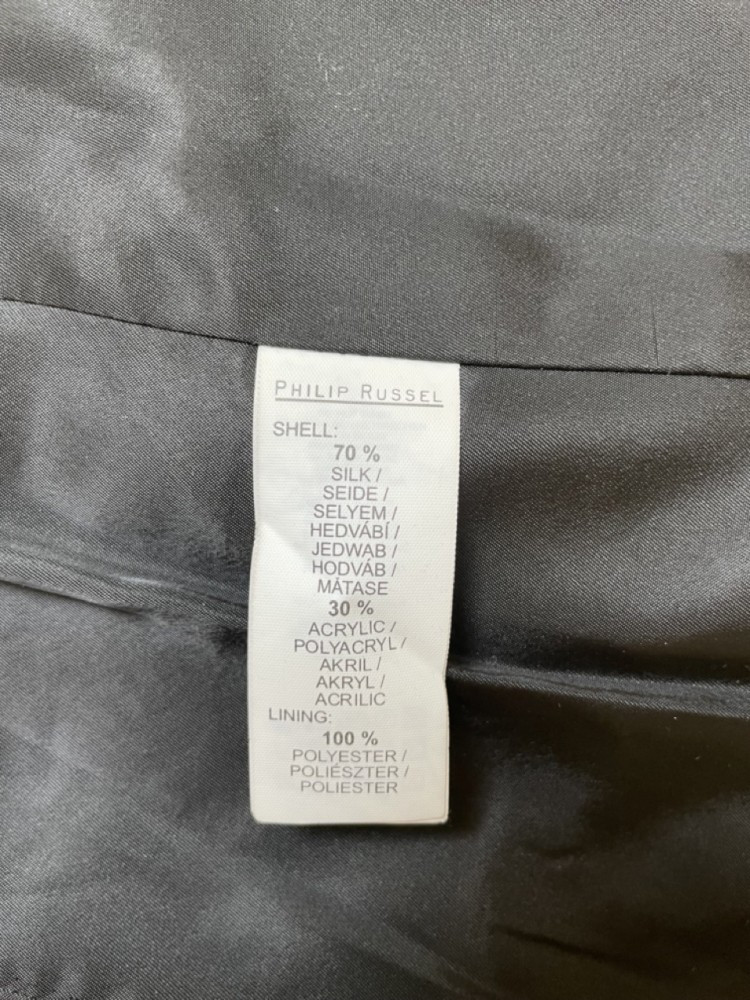 PHILIP RUSSEL
SHELL:
70 %
SILK /
SEIDE /
SELYEM /
HEDVÁBÍ /
JEDWAB /
HODVÁB /
MÁTASE
30 %
ACRYLIC /
POLYACRYL /
AKRIL /
AKRYL /
ACRILIC
LINING:
100 %
POLYESTER /
POLIÉSZTER /
POLIESTER